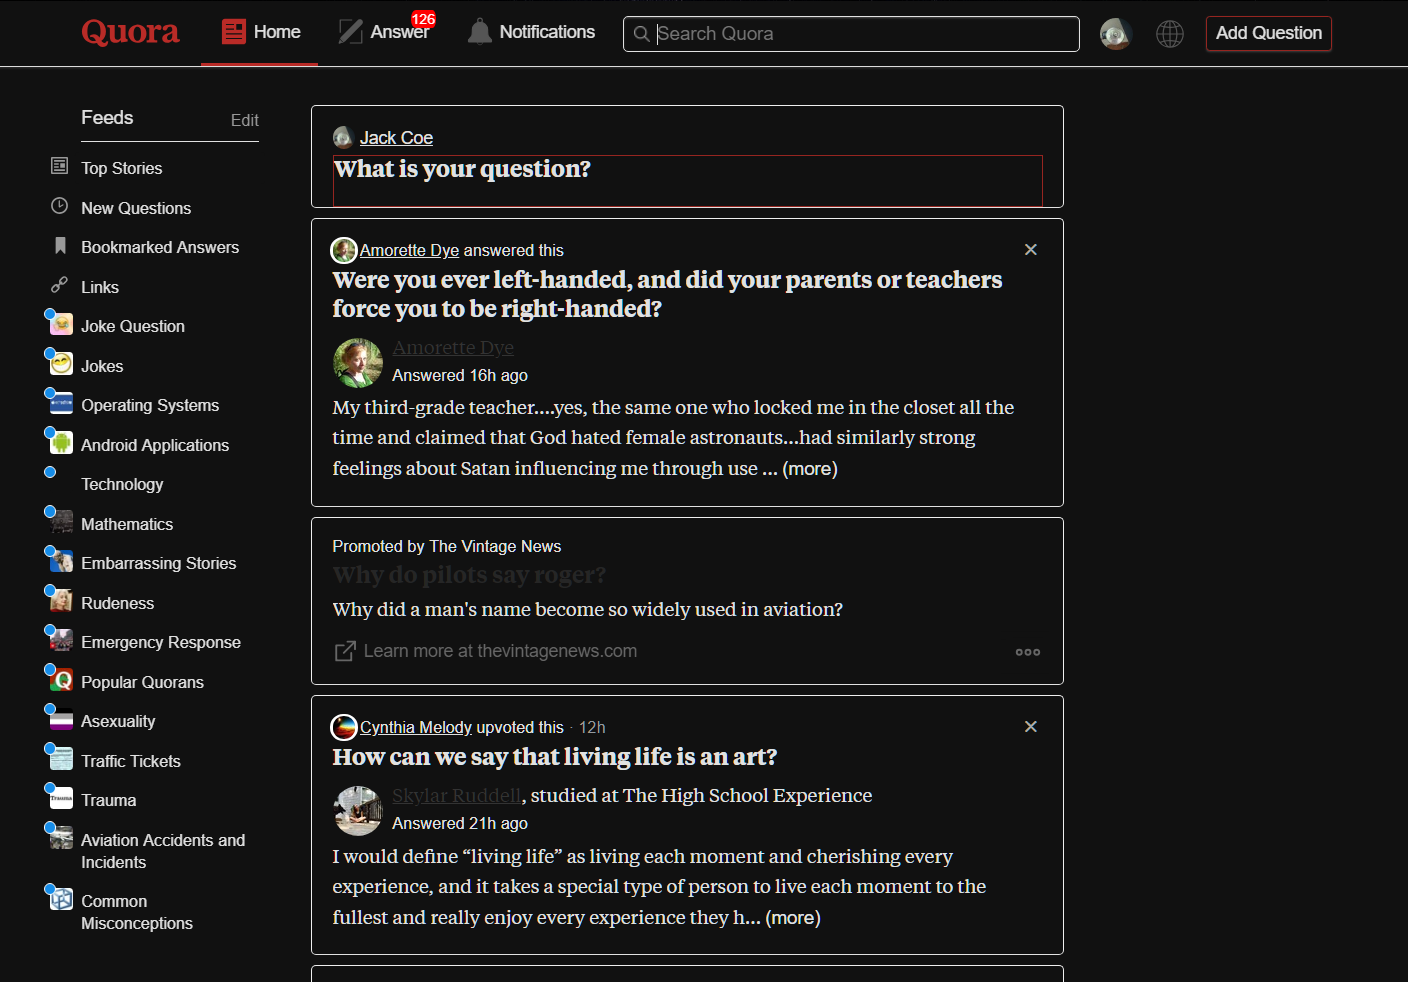 Quora
Home
Answer
126
Notifications
Search Quora
Add Question
Feeds
Edit
Top Stories
New Questions
Bookmarked Answers
Links
Joke Question
Jokes
Operating Systems
Android Applications
Technology
Mathematics
Embarrassing Stories
Rudeness
Emergency Response
Popular Quorans
Asexuality
Traffic Tickets
Trauma
Aviation Accidents and
Incidents
Common
Misconceptions
Jack Coe
What is your question?
Amorette Dye answered this
Were you ever left-handed, and did your parents or teachers
force you to be right-handed?
Amorette Dye
Answered 16h ago
My third-grade teacher....yes, the same one who locked me in the closet all the
time and claimed that God hated female astronauts...had similarly strong
feelings about Satan influencing me through use ... (more)
Promoted by The Vintage News
Why do pilots say roger?
Why did a man's name become so widely used in aviation?
Learn more at thevintagenews.com
Cynthia Melody upvoted this · 12h
How can we say that living life is an art?
Skylar Ruddell, studied at The High School Experience
Answered 21h ago
I would define “living life” as living each moment and cherishing every
experience, and it takes a special type of person to live each moment to the
fullest and really enjoy every experience they h... (more)